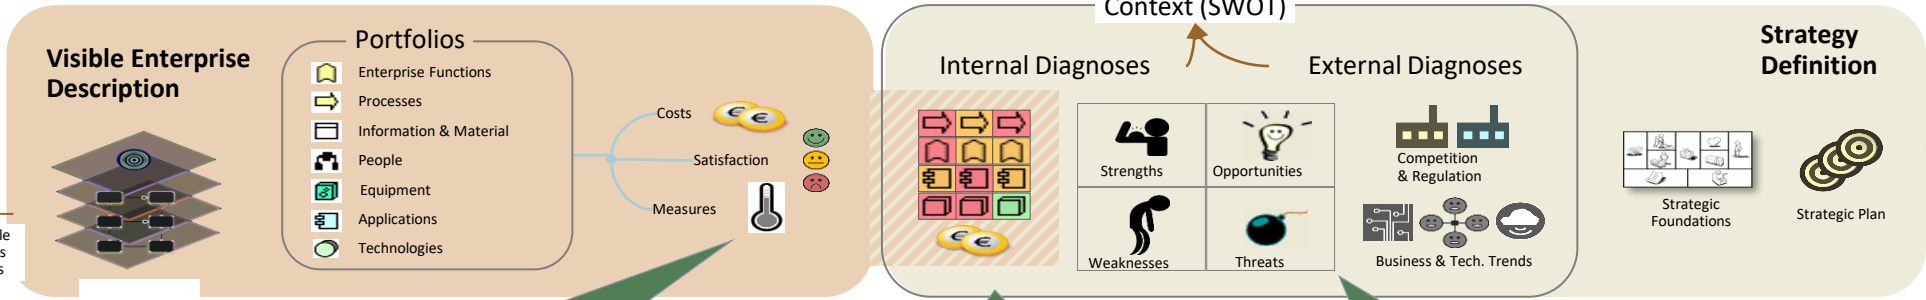 Visible Enterprise
Description
le
s
s
Portfolios
Enterprise Functions
Processes
Information & Material
People
Equipment
Applications
Technologies
Costs
Satisfaction
Measures
€
€
Context (SWOT)
Internal Diagnoses
External Diagnoses
€
€
Strengths
Opportunities
Weaknesses
Threats
Competition
& Regulation
Business & Tech. Trends
Strategy
Definition
Strategic
Foundations
Strategic Plan